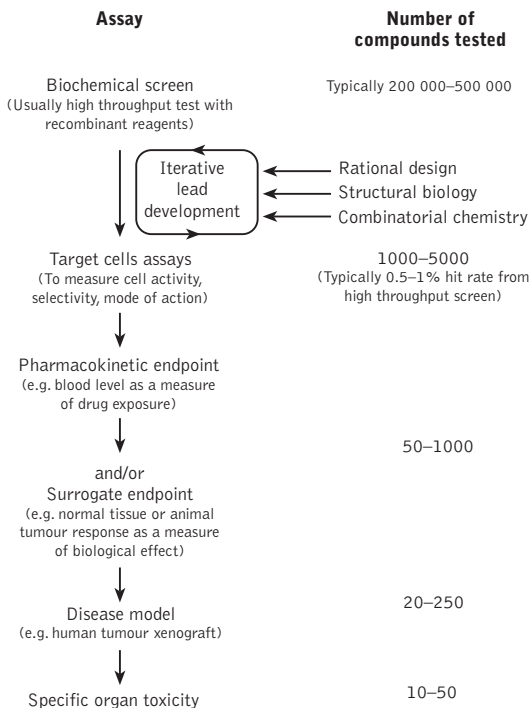 Assay
Number of
compounds tested
Biochemical screen
(Usually high throughput test with
recombinant reagents)
Typically 200 000–500 000
Iterative
lead
development
Rational design
Structural biology
Combinatorial chemistry
Target cells assays
(To measure cell activity,
selectivity, mode of action)
1000–5000
(Typically 0.5–1% hit rate from
high throughput screen)
Pharmacokinetic endpoint
(e.g. blood level as a measure
of drug exposure)
50–1000
and/or
Surrogate endpoint
(e.g. normal tissue or animal
tumour response as a measure
of biological effect)
Disease model
(e.g. human tumour xenograft)
20–250
Specific organ toxicity
10–50